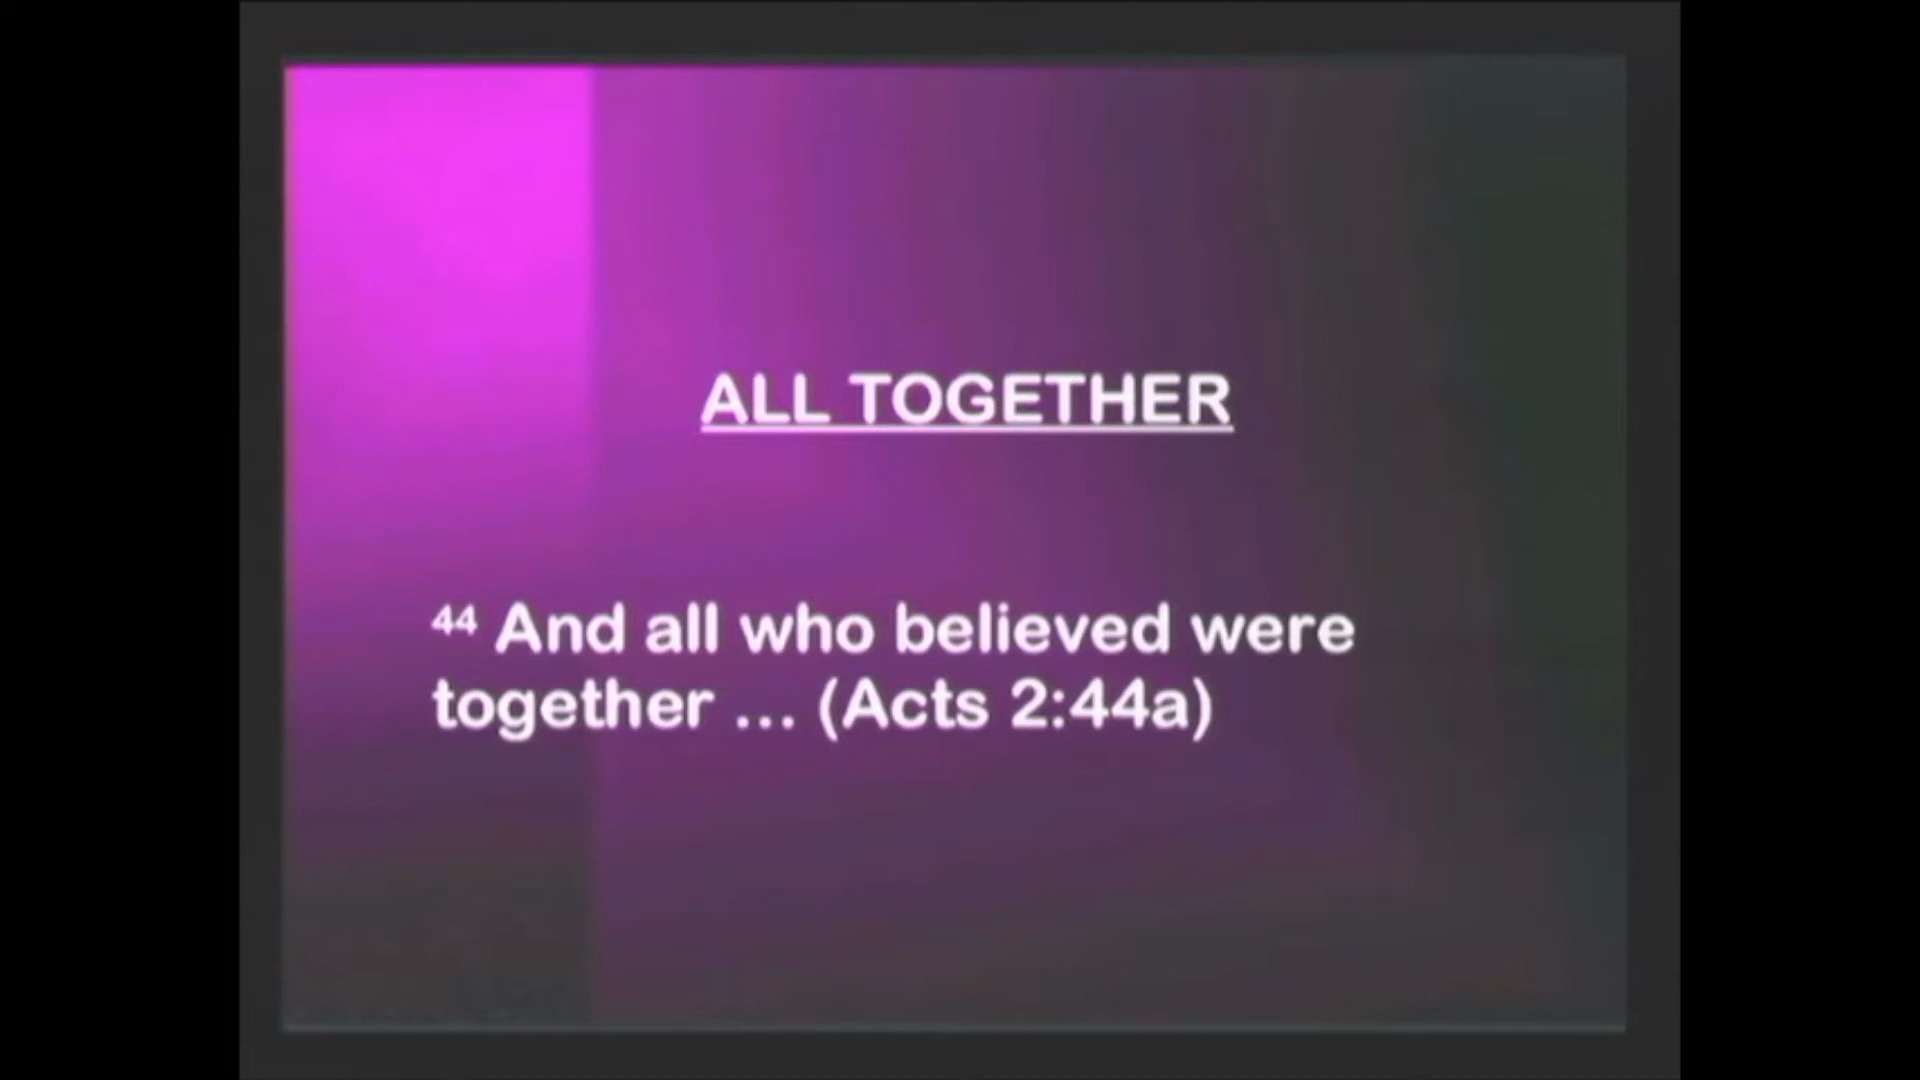 ALL TOGETHER
⁴⁴ And all who believed were
together ... (Acts 2:44a)